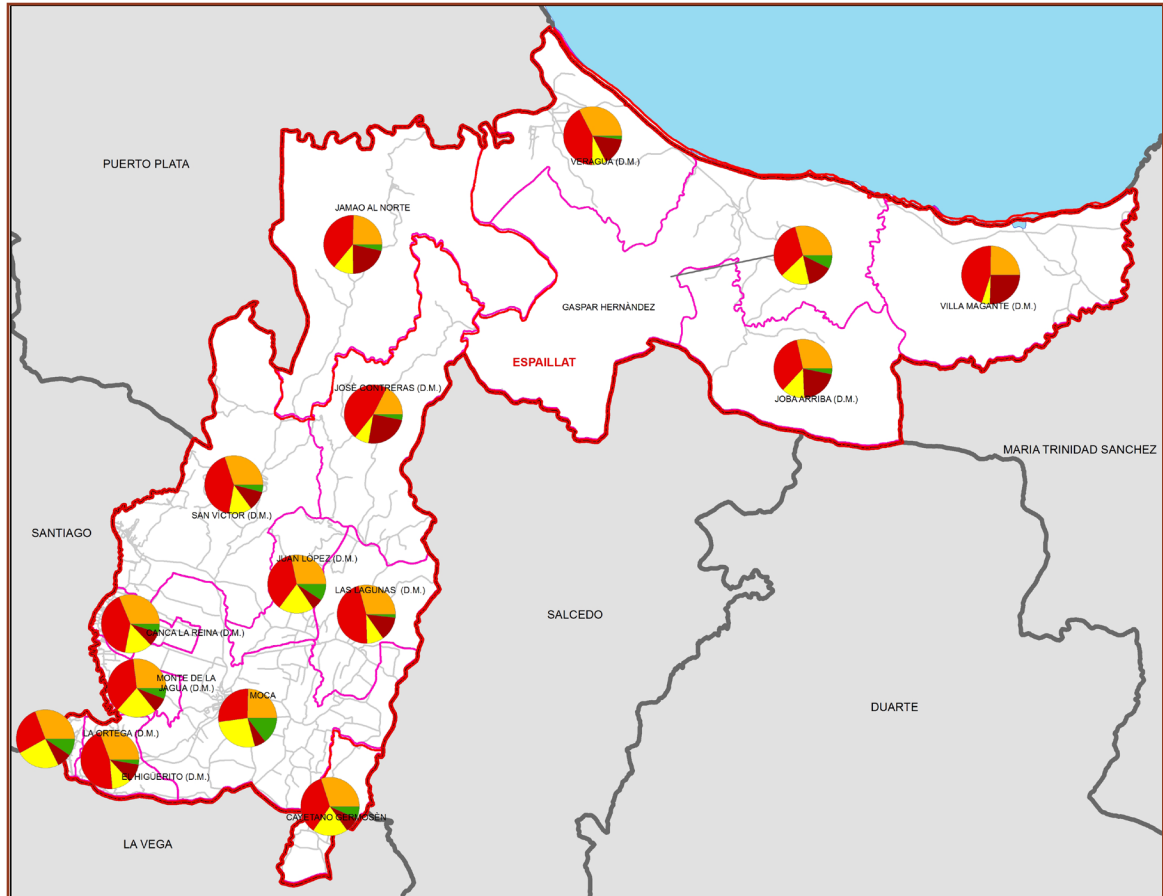 PUERTO PLATA
VERAGUA (D.M.)
JAMAO AL NORTE
GASPAR HERNÁNDEZ
VILLA MAGANTE (D.M.)
ESPAILLAT
JOSÉ CONTRERAS (D.M.)
JOBA ARRIBA (D.M.)
MARIA TRINIDAD SANCHEZ
SAN VÍCTOR (D.M.)
SANTIAGO
JUAN LÓPEZ (D.M.)
LAS LAGUNAS (D.M.)
SALCEDO
CANCA LA REINA (D.M.)
MONTE DE LA
JAGUA (D.M.)
MOCA
DUARTE
LA ORTEGA (D.M.)
EL HIGÜERITO (D.M.)
CAYETANO GERMOSÉN
LA VEGA